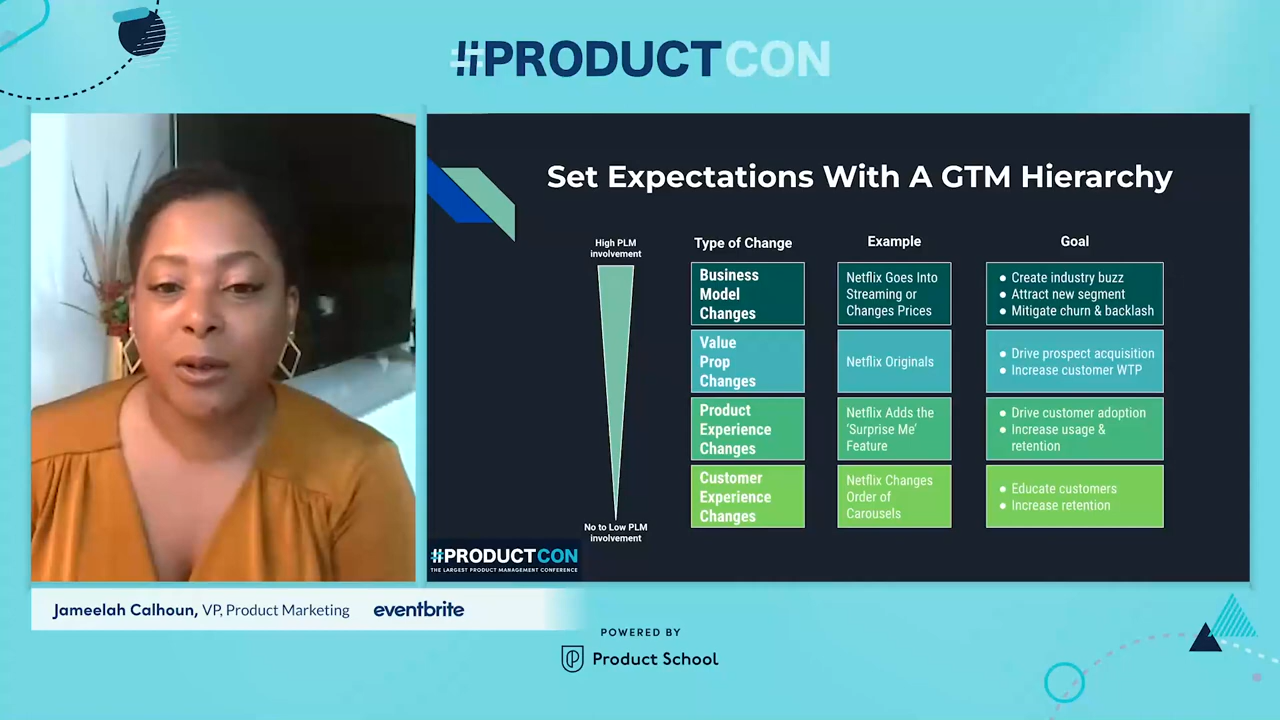 #PRODUCTCON
Set Expectations With A GTM Hierarchy
High PLM
involvement
No to Low PLM
involvement
Type of Change
Example
Goal
Business
Model
Changes
Netflix Goes Into
Streaming or
Changes Prices
● Create industry buzz
● Attract new segment
● Mitigate churn & backlash
Value
Prop
Changes
Netflix Originals
● Drive prospect acquisition
● Increase customer WTP
Product
Experience
Changes
Netflix Adds the
‘Surprise Me’
Feature
● Drive customer adoption
● Increase usage &
retention
Customer
Experience
Changes
Netflix Changes
Order of
Carousels
● Educate customers
● Increase retention
#PRODUCTCON
THE LARGEST PRODUCT MANAGEMENT CONFERENCE
Jameelah Calhoun, VP, Product Marketing eventbrite
POWERED BY
Product School